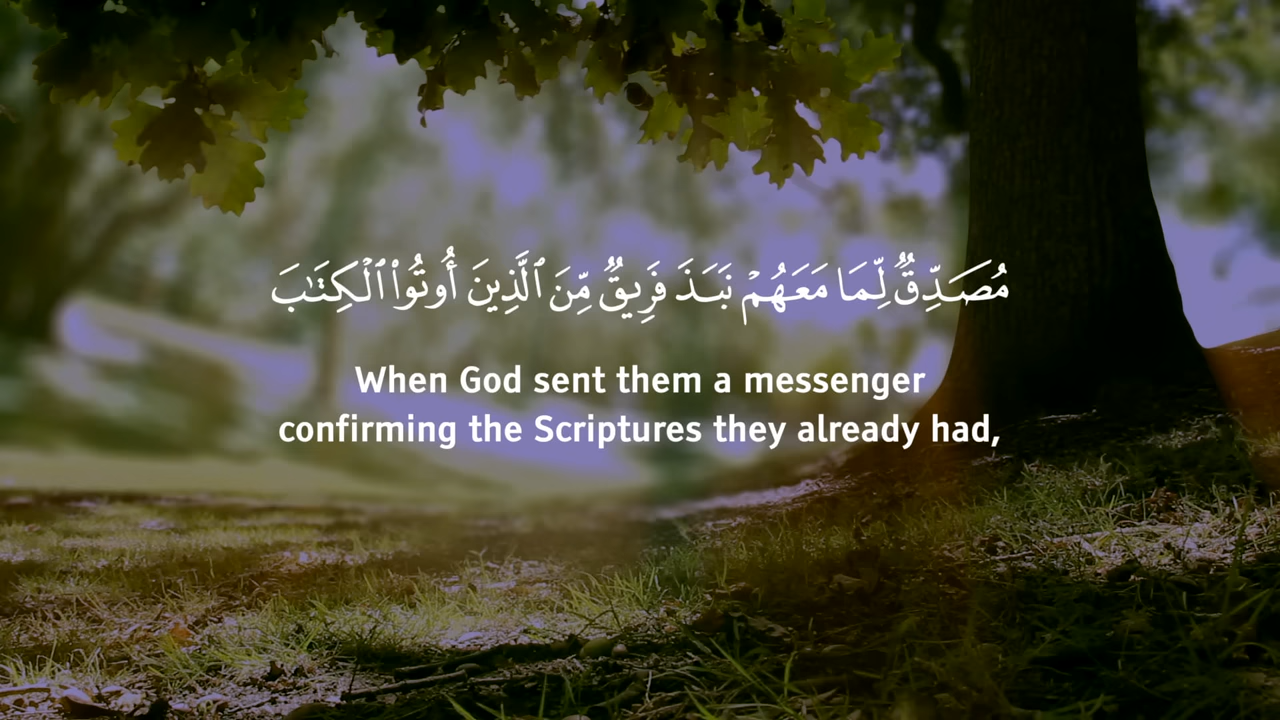 مُصَدِّقٌ لِّمَا مَعَهُمْ نَبَذَ فَرِيقٌ مِّنَ ٱلَّذِينَ أُوتُوا۟ ٱلْكِتَـٰبَ
When God sent them a messenger
confirming the Scriptures they already had,